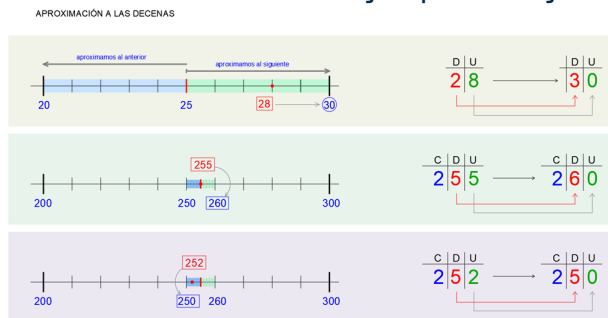 APROXIMACIÓN A LAS DECENAS
aproximamos al anterior
aproximamos al siguiente
20 25 28 30
D U D U
2 8 3 0
255
200 250 260 300
C D U C D U
2 5 5 2 6 0
252
200 250 260 300
C D U C D U
2 5 2 2 5 0